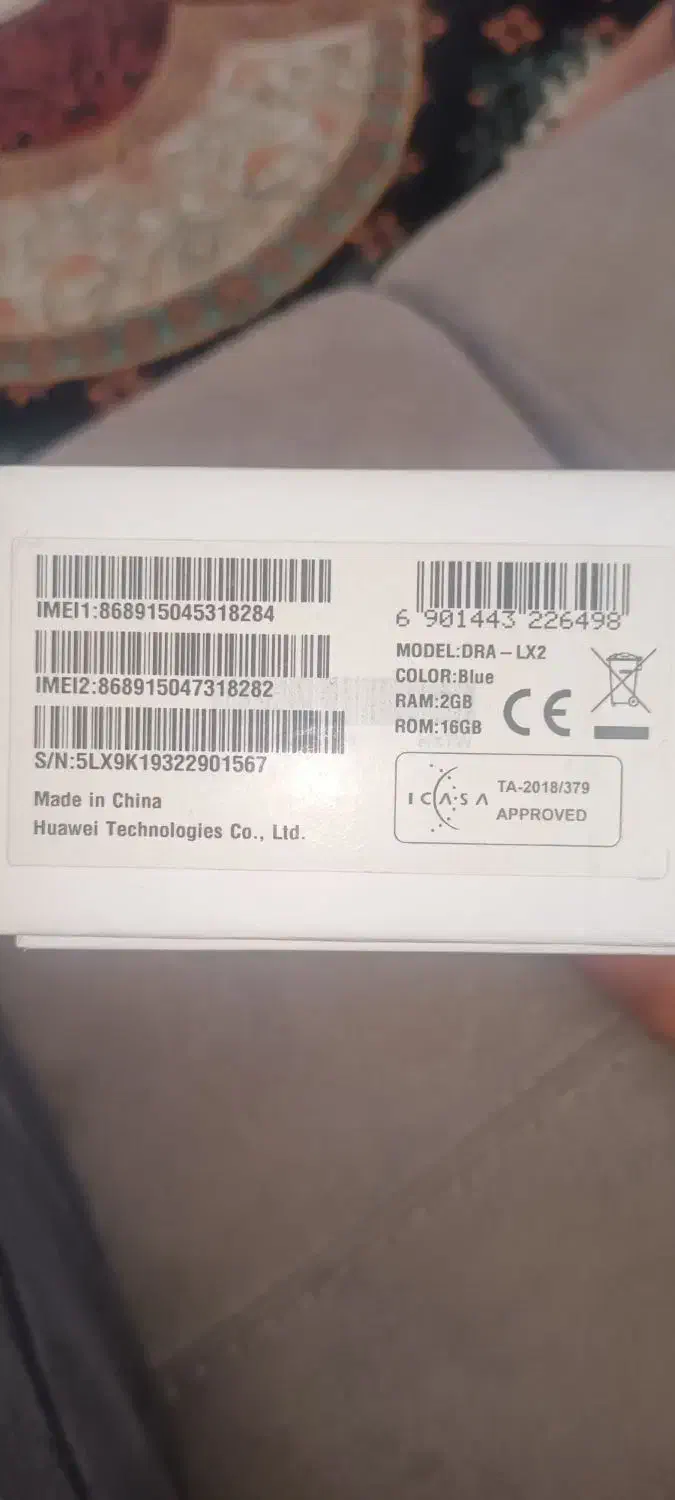 IMEI1:868915045318284
IMEI2:868915047318282
S/N:5LX9K19322901567
Made in China
Huawei Technologies Co., Ltd.
6 901443 226498
MODEL:DRA-LX2
COLOR:Blue
RAM:2GB
ROM:16GB
CE
ICASA
TA-2018/379
APPROVED